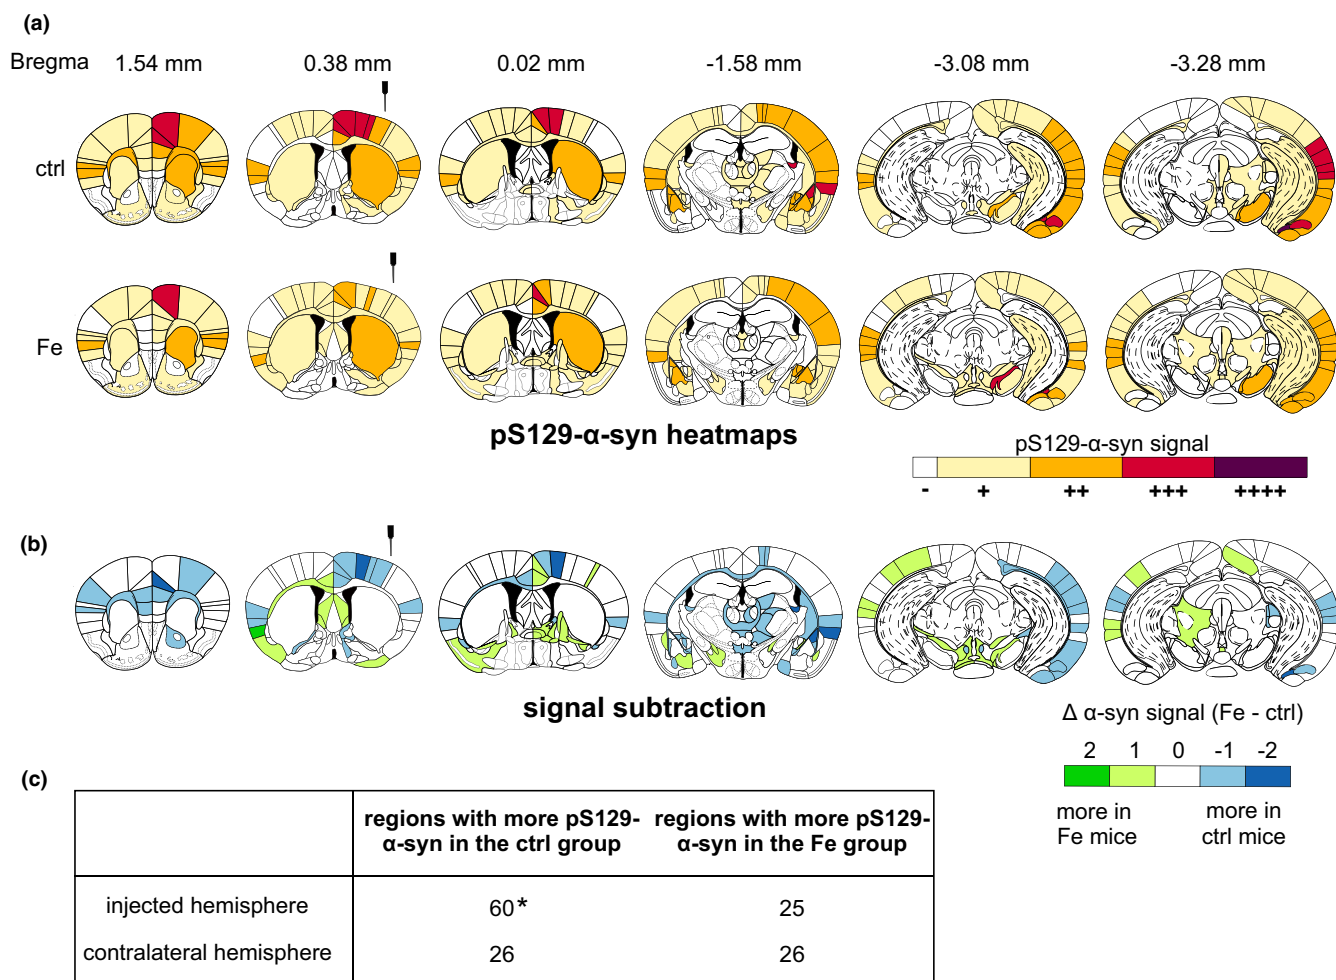 (a)
Bregma 1.54 mm 0.38 mm 0.02 mm -1.58 mm -3.08 mm -3.28 mm
ctrl
Fe
pS129-α-syn heatmaps
pS129-α-syn signal
- + ++ +++ ++++
(b)
signal subtraction
Δ α-syn signal (Fe - ctrl)
2 1 0 -1 -2
more in more in
Fe mice ctrl mice
(c)
regions with more pS129- regions with more pS129-
α-syn in the ctrl group α-syn in the Fe group
injected hemisphere 60* 25
contralateral hemisphere 26 26